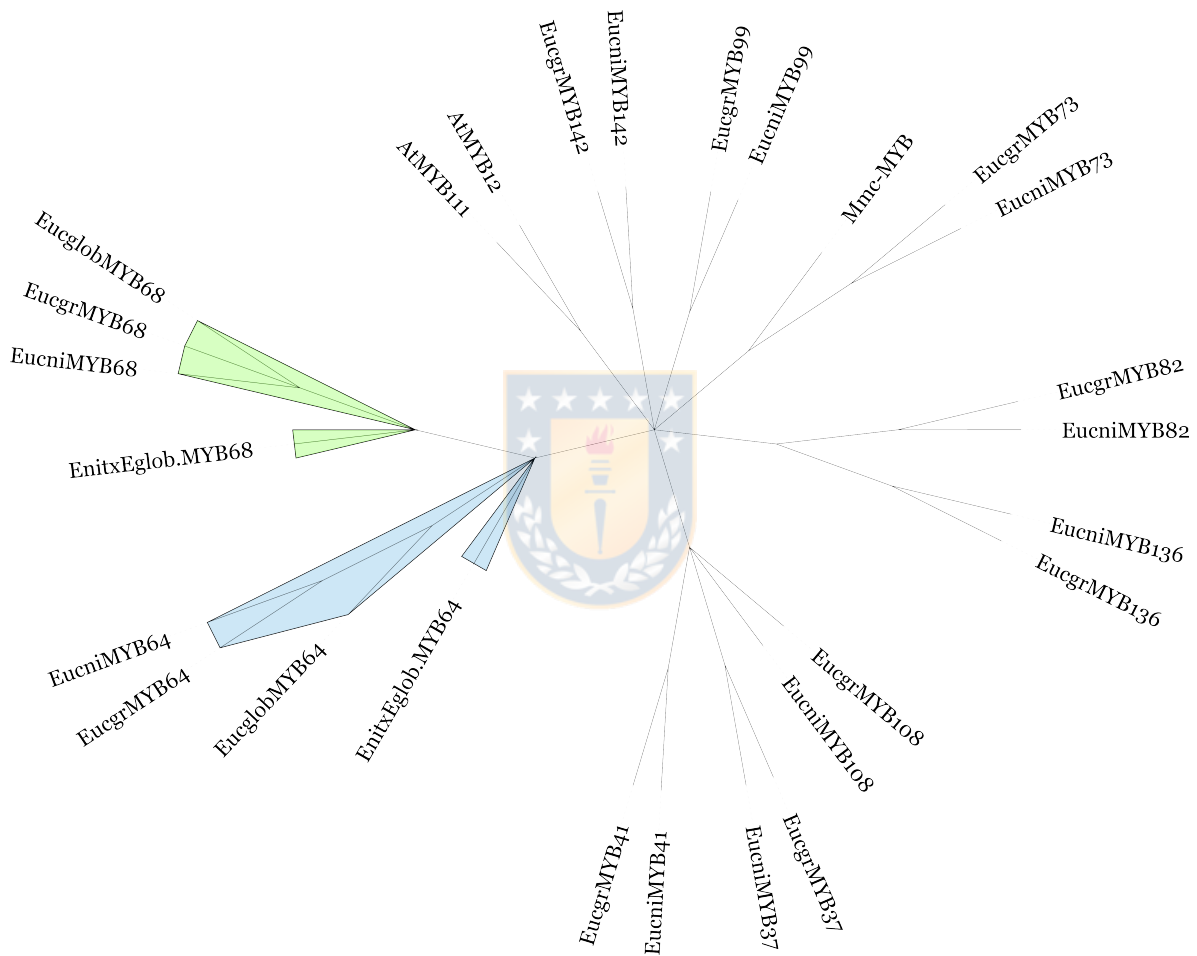 EucgrMYB142
EucniMYB142
EucgrMYB99
EucniMYB99
AtMYB12
AtMYB111
Mmc-MYB
EucgrMYB73
EucniMYB73
EucglobMYB68
EucgrMYB68
EucniMYB68
EnitxEglob.MYB68
EucgrMYB82
EucniMYB82
EucniMYB136
EucgrMYB136
EucniMYB64
EucgrMYB64
EucglobMYB64
EnitxEglob.MYB64
EucgrMYB108
EucniMYB108
EucgrMYB41
EucniMYB41
EucniMYB37
EucgrMYB37